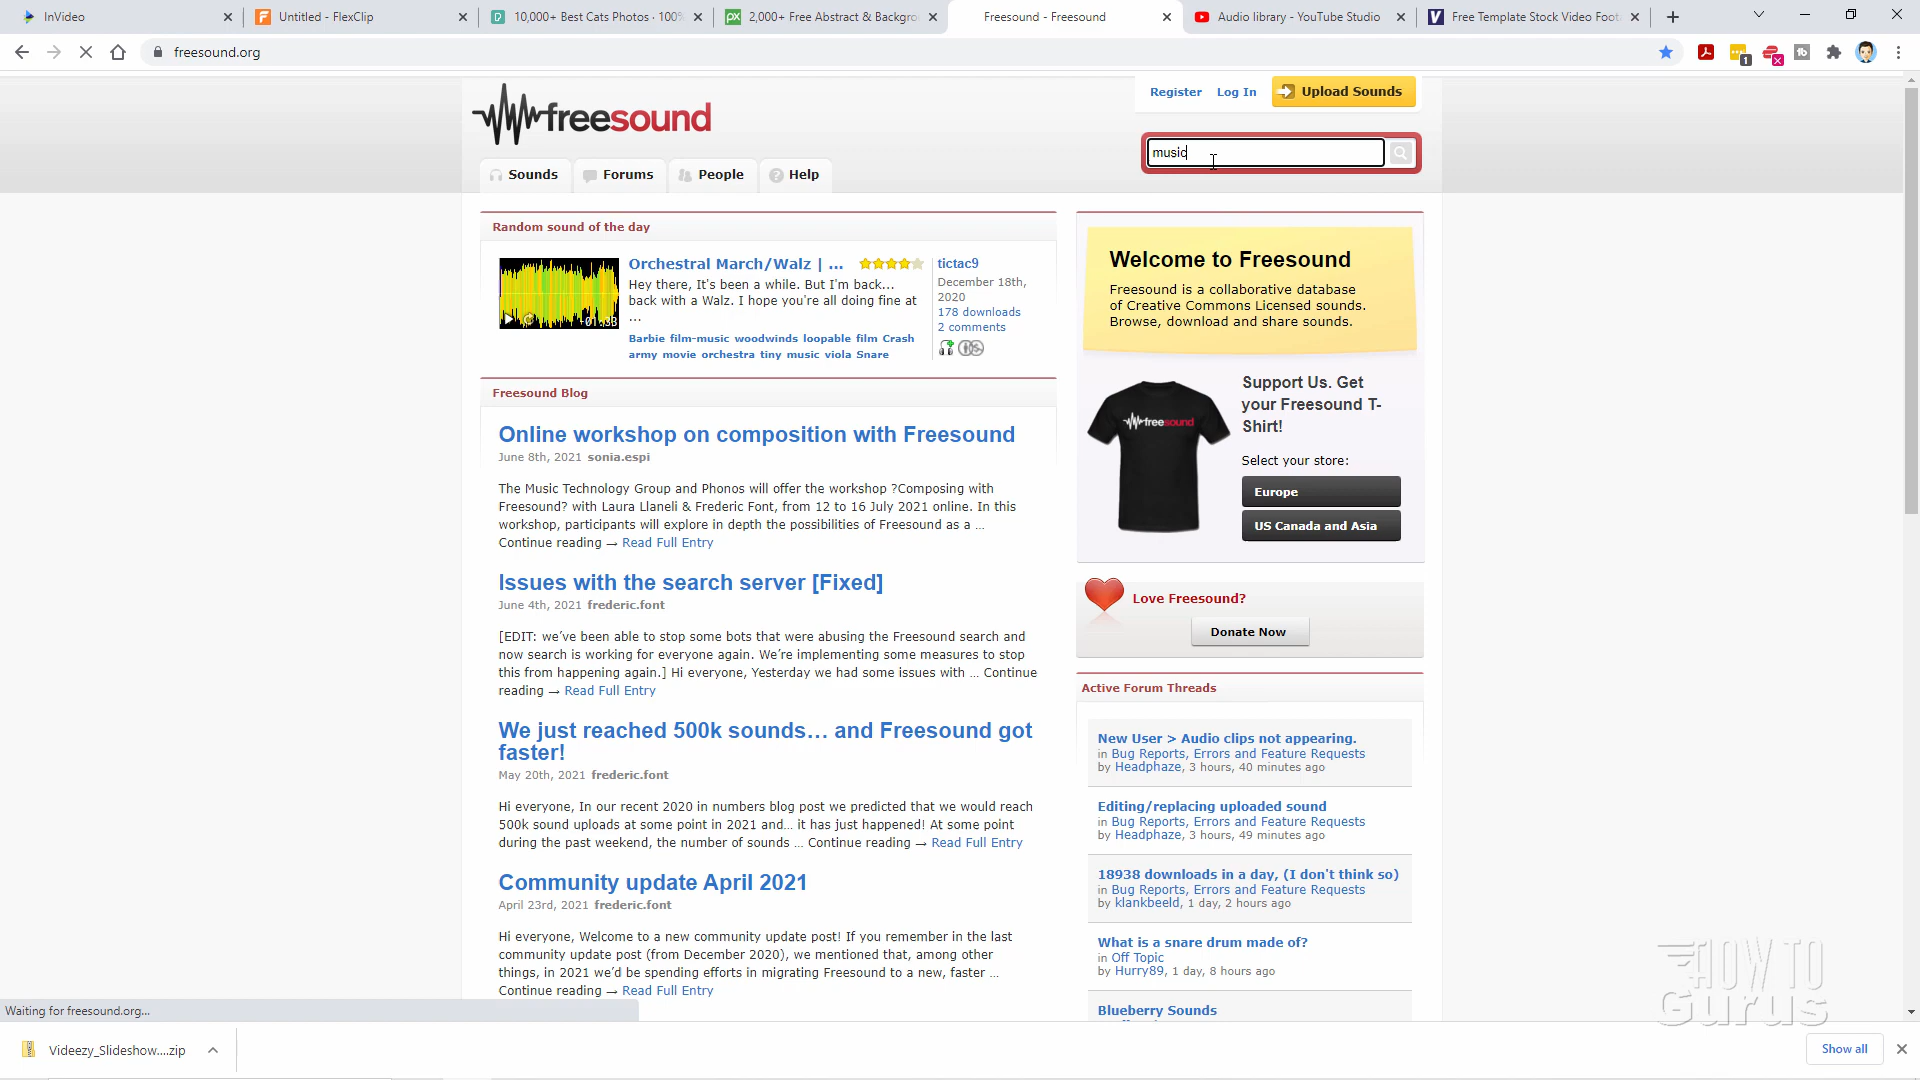 InVideo
Untitled - FlexClip
10,000+ Best Cats Photos · 100%
2,000+ Free Abstract & Backgro
Freesound - Freesound
Audio library - YouTube Studio
Free Template Stock Video Foot
freesound.org
1
freesound
Register
Log In
Upload Sounds
music
Sounds
Forums
People
Help
Random sound of the day
Orchestral March/Walz | ...
Hey there, It's been a while. But I'm back...
back with a Walz. I hope you're all doing fine at
...
Barbie film-music woodwinds loopable film Crash
army movie orchestra tiny music viola Snare
tictac9
December 18th,
2020
178 downloads
2 comments
Freesound Blog
Online workshop on composition with Freesound
June 8th, 2021 sonia.espi
The Music Technology Group and Phonos will offer the workshop ?Composing with
Freesound? with Laura Llaneli & Frederic Font, from 12 to 16 July 2021 online. In this
workshop, participants will explore in depth the possibilities of Freesound as a ...
Continue reading → Read Full Entry
Issues with the search server [Fixed]
June 4th, 2021 frederic.font
[EDIT: we've been able to stop some bots that were abusing the Freesound search and
now search is working for everyone again. We're implementing some measures to stop
this from happening again.] Hi everyone, Yesterday we had some issues with ... Continue
reading → Read Full Entry
We just reached 500k sounds... and Freesound got
faster!
May 20th, 2021 frederic.font
Hi everyone, In our recent 2020 in numbers blog post we predicted that we would reach
500k sound uploads at some point in 2021 and... it has just happened! At some point
during the past weekend, the number of sounds ... Continue reading → Read Full Entry
Community update April 2021
April 23rd, 2021 frederic.font
Hi everyone, Welcome to a new community update post! If you remember in the last
community update post (from December 2020), we mentioned that, among other
things, in 2021 we'd be spending efforts in migrating Freesound to a new, faster ...
Continue reading → Read Full Entry
Welcome to Freesound
Freesound is a collaborative database
of Creative Commons Licensed sounds.
Browse, download and share sounds.
freesound
Support Us. Get
your Freesound T-
Shirt!
Select your store:
Europe
US Canada and Asia
Love Freesound?
Donate Now
Active Forum Threads
New User > Audio clips not appearing.
in Bug Reports, Errors and Feature Requests
by Headphaze, 3 hours, 40 minutes ago
Editing/replacing uploaded sound
in Bug Reports, Errors and Feature Requests
by Headphaze, 3 hours, 49 minutes ago
18938 downloads in a day, (I don't think so)
in Bug Reports, Errors and Feature Requests
by klankbeeld, 1 day, 2 hours ago
What is a snare drum made of?
in Off Topic
by Hurry89, 1 day, 8 hours ago
Blueberry Sounds
HOW TO
Gurus
Waiting for freesound.org...
Videezy_Slideshow....zip
Show all